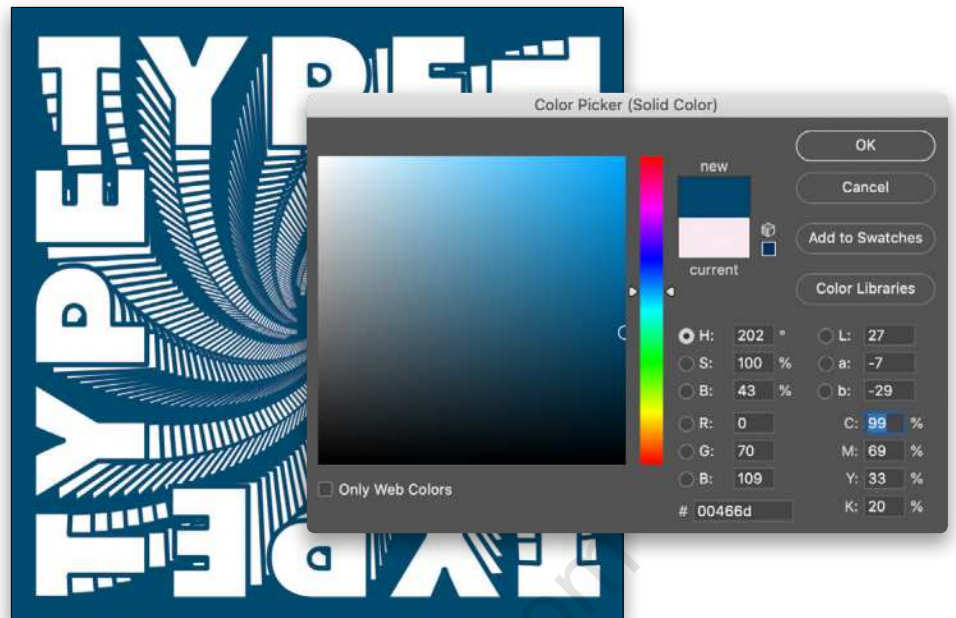 TYPE
TYPE
TYPE
TYPE
Color Picker (Solid Color)
new
current
OK
Cancel
Add to Swatches
Color Libraries
H: 202 °
S: 100 %
B: 43 %
R: 0
G: 70
B: 109
# 00466d
L: 27
a: -7
b: -29
C: 99 %
M: 69 %
Y: 33 %
K: 20 %
Only Web Colors